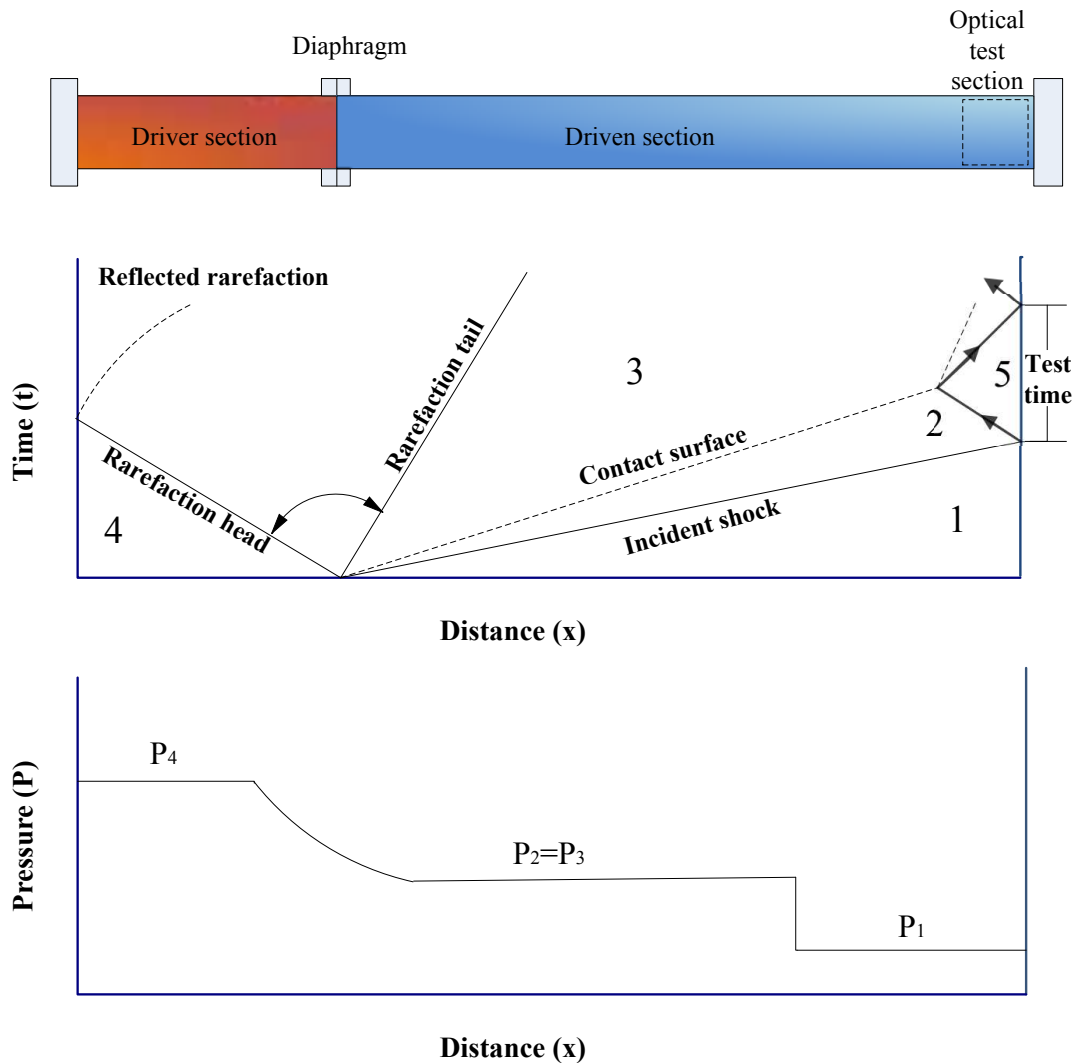 Diaphragm
Optical
test
section
Driver section
Driven section
Reflected rarefaction
Rarefaction tail
3
5
Test
time
2
Contact surface
Incident shock
1
Rarefaction head
4
Time (t)
Distance (x)
P4
P2=P3
P1
Pressure (P)
Distance (x)